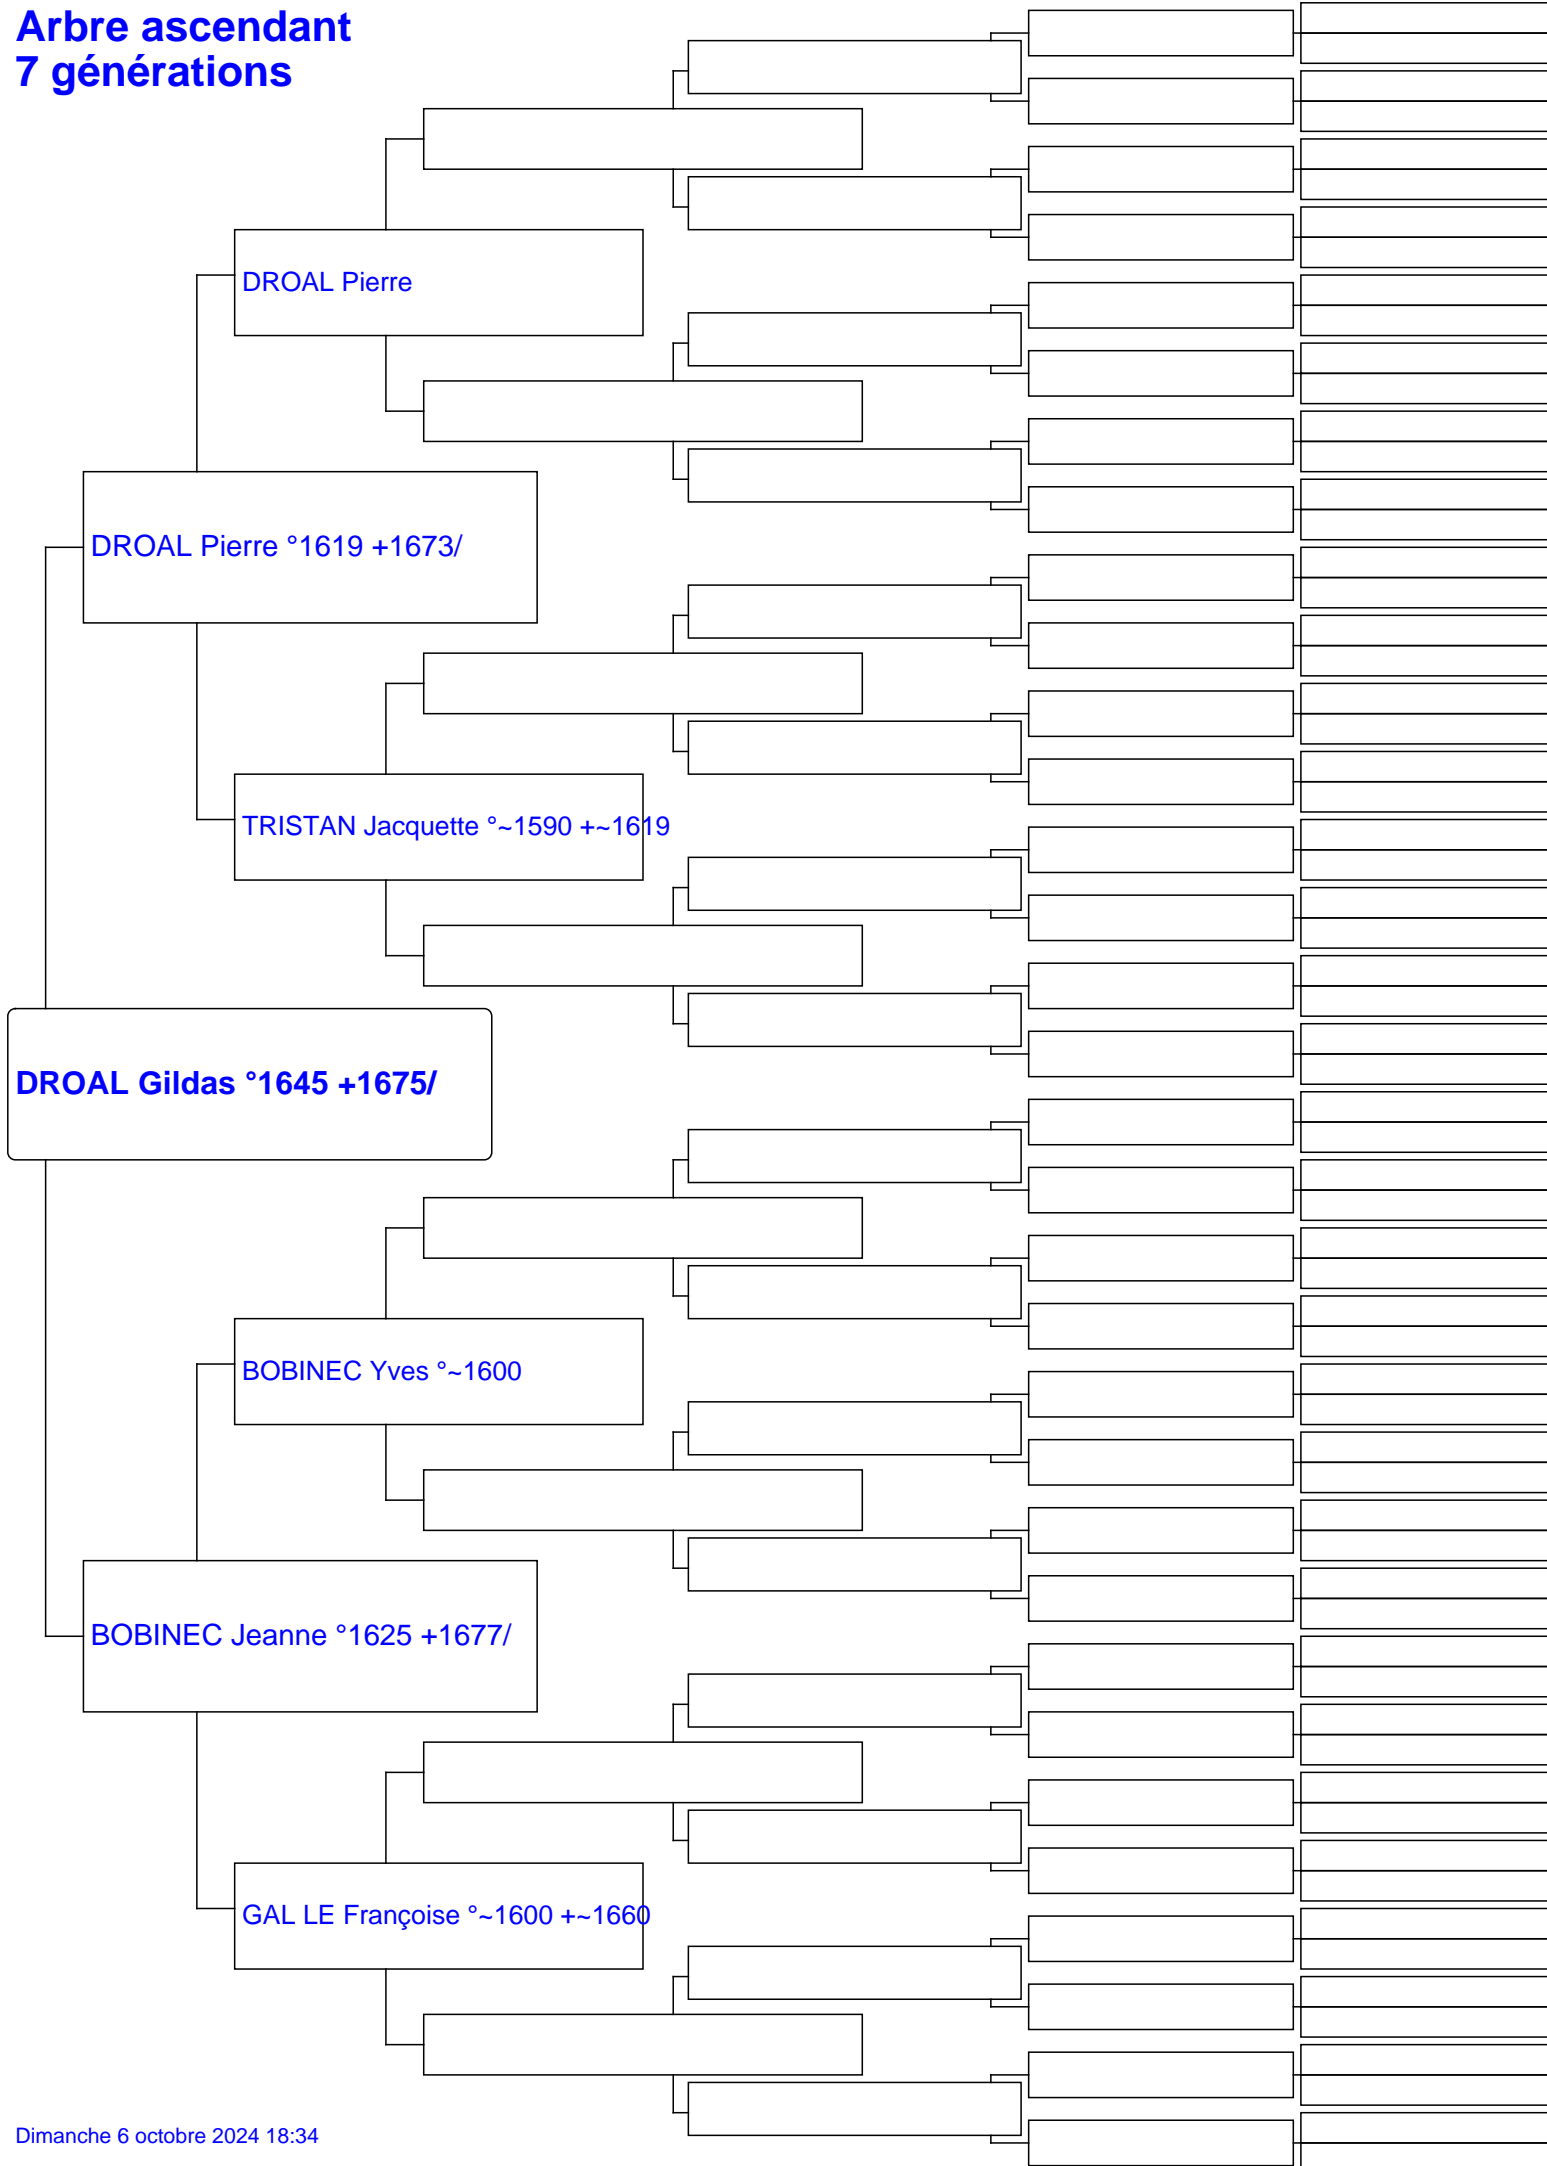 Arbre ascendant
7 générations
DROAL Pierre
DROAL Pierre °1619 +1673/
TRISTAN Jacquette °~1590 +~1619
DROAL Gildas °1645 +1675/
BOBINEC Yves °~1600
BOBINEC Jeanne °1625 +1677/
GAL LE Françoise °~1600 +~1660
Dimanche 6 octobre 2024 18:34